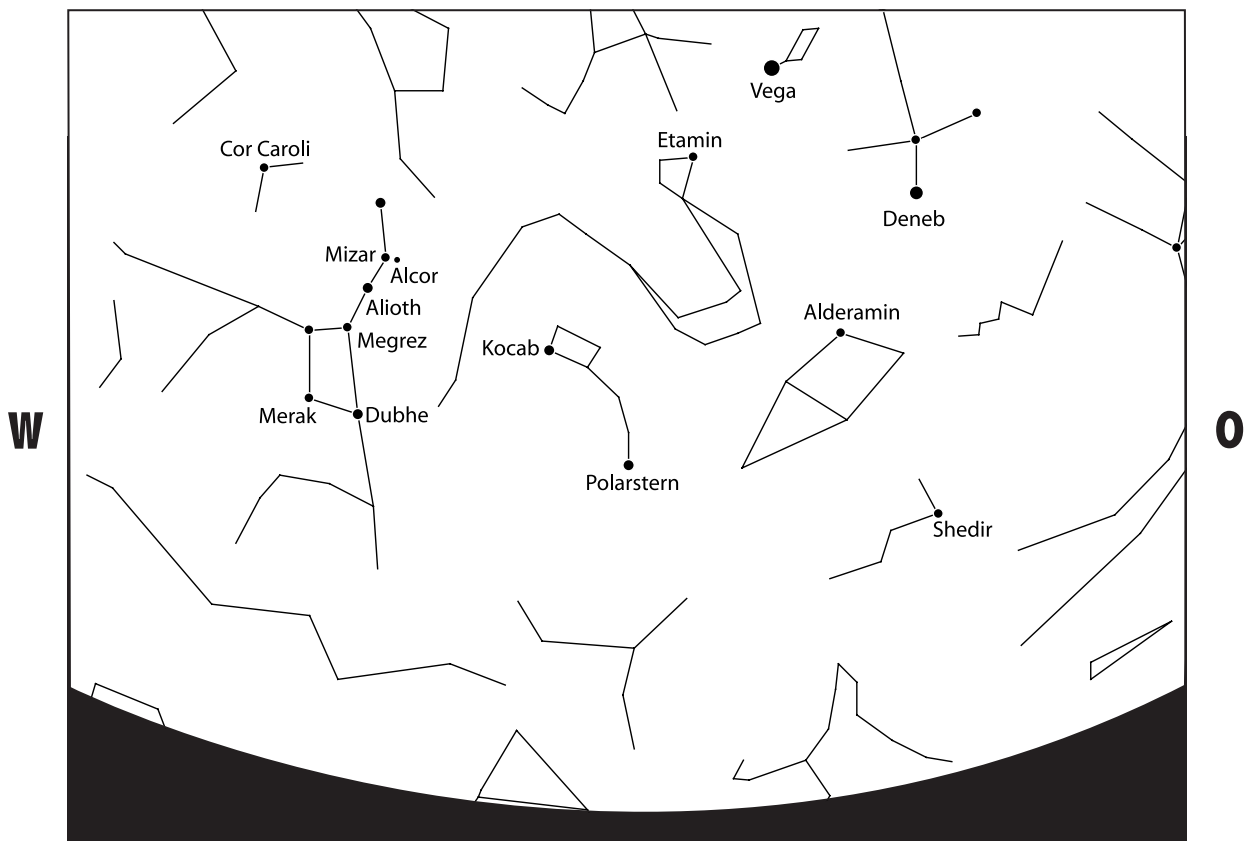 Vega
Etamin
Cor Caroli
Deneb
Mizar
Alcor
Alioth
Alderamin
Megrez
Kocab
Merak
Dubhe
W
O
Polarstern
Shedir